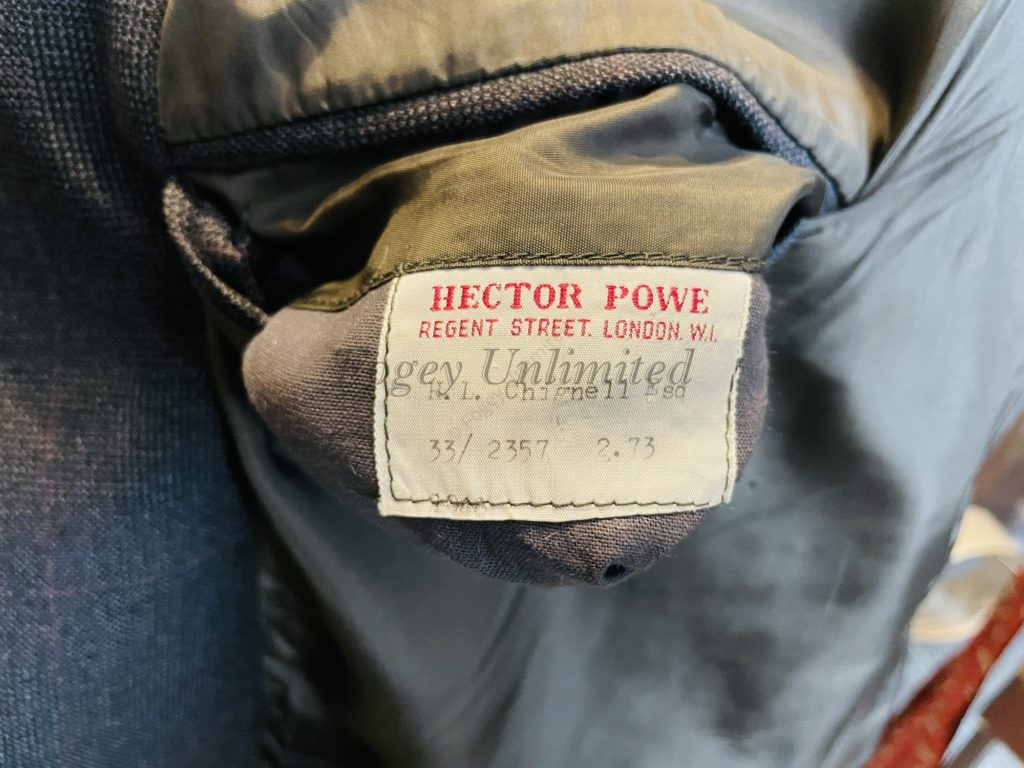 HECTOR POWE
REGENT STREET. LONDON. W.1.
ogey Unlimited
H.L. Chignell Esq
33/ 2357 2.73